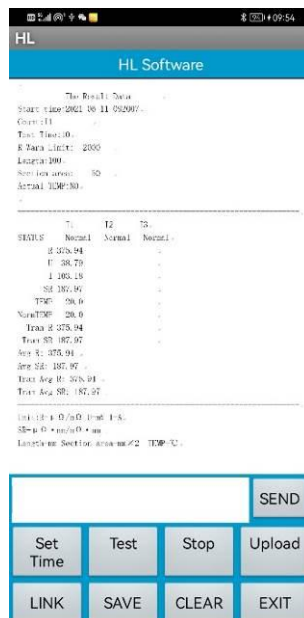 09:54
HL
HL Software
The Result Data
Start time:2021 06 11 092007
Test Time:10
R Warn Limit: 2000
Length:100
Section area: 50
Actual TEMP:NO
T1 T2 T3
STATUS Normal Normal Normal
R 375.94
U 38.79
I 103.18
SR 187.97
TEMP 20.0
NormTEMP 20.0
Tran R 375.94
Tran SR 187.97
Avg R: 375.94
Avg SR: 187.97
Tran Avg R: 375.94
Tran Avg SR: 187.97
SEND
Set Time
Test
Stop
Upload
LINK
SAVE
CLEAR
EXIT